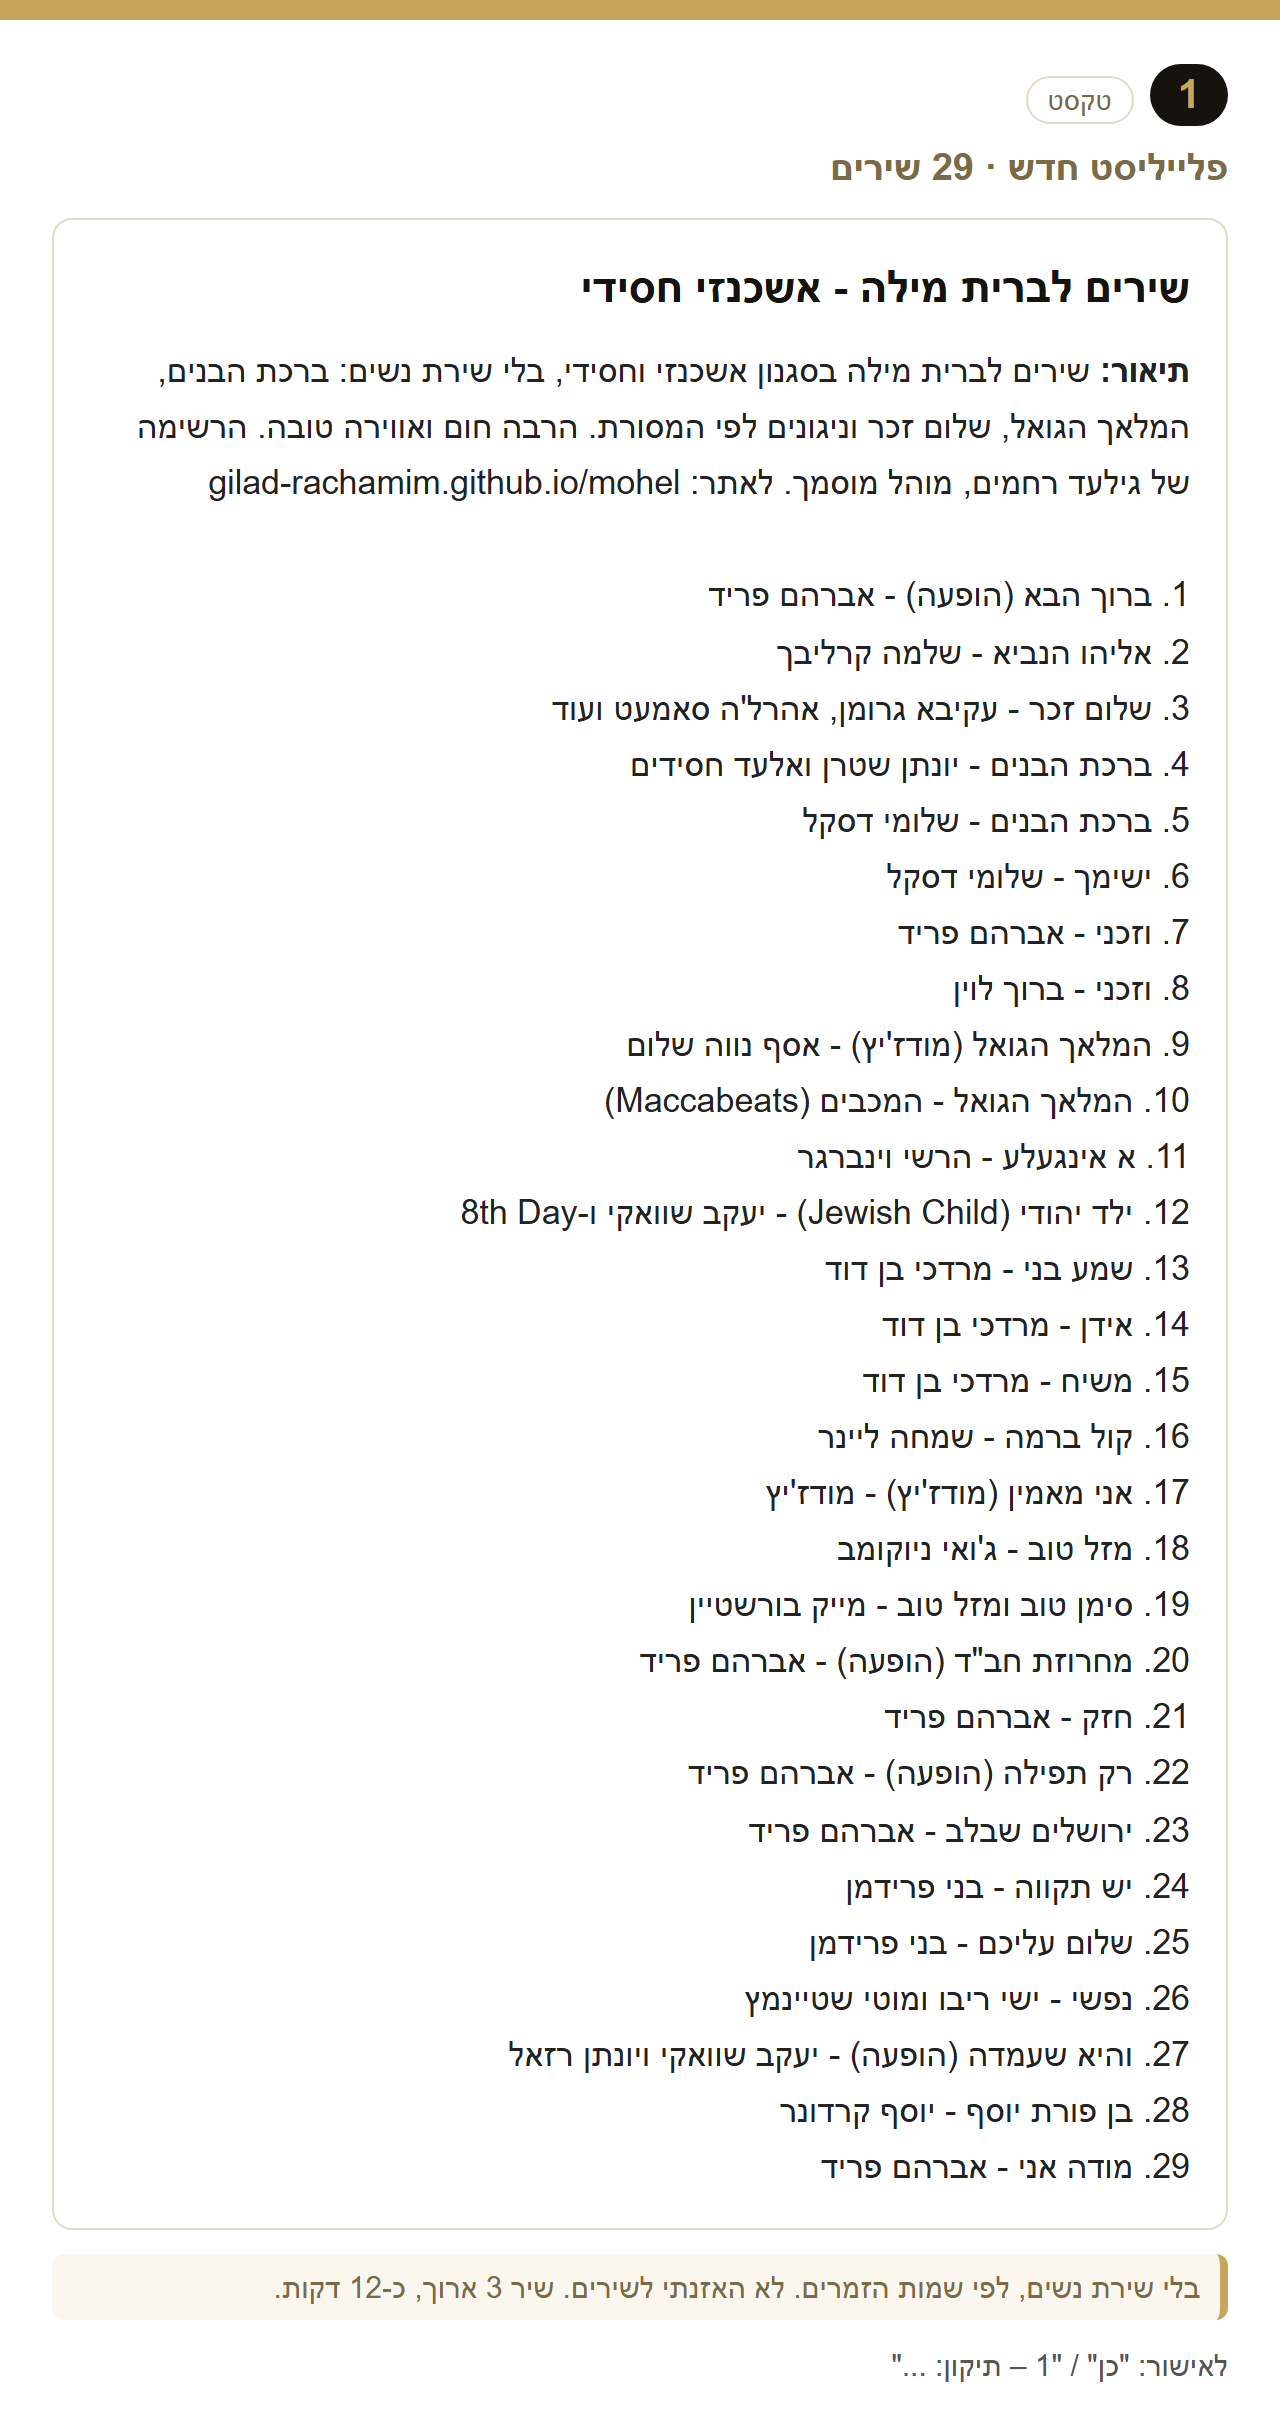 1
טקסט
פלייליסט חדש · 29 שירים
שירים לברית מילה - אשכנזי חסידי
תיאור: שירים לברית מילה בסגנון אשכנזי וחסידי, בלי שירת נשים: ברכת הבנים,
המלאך הגואל, שלום זכר וניגונים לפי המסורת. הרבה חום ואווירה טובה. הרשימה
של גילעד רחמים, מוהל מוסמך. לאתר: gilad-rachamim.github.io/mohel
1. ברוך הבא (הופעה) - אברהם פריד
2. אליהו הנביא - שלמה קרליבך
3. שלום זכר - עקיבא גרומן, אהרל'ה סאמעט ועוד
4. ברכת הבנים - יונתן שטרן ואלעד חסידים
5. ברכת הבנים - שלומי דסקל
6. ישימך - שלומי דסקל
7. וזכני - אברהם פריד
8. וזכני - ברוך לוין
9. המלאך הגואל (מודז'יץ) - אסף נווה שלום
10. המלאך הגואל - המכבים (Maccabeats)
11. א אינגעלע - הרשי וינברגר
12. ילד יהודי (Jewish Child) - יעקב שוואקי ו-8th Day
13. שמע בני - מרדכי בן דוד
14. אידן - מרדכי בן דוד
15. משיח - מרדכי בן דוד
16. קול ברמה - שמחה ליינר
17. אני מאמין (מודז'יץ) - מודז'יץ
18. מזל טוב - ג'ואי ניוקומב
19. סימן טוב ומזל טוב - מייק בורשטיין
20. מחרוזת חב"ד (הופעה) - אברהם פריד
21. חזק - אברהם פריד
22. רק תפילה (הופעה) - אברהם פריד
23. ירושלים שבלב - אברהם פריד
24. יש תקווה - בני פרידמן
25. שלום עליכם - בני פרידמן
26. נפשי - ישי ריבו ומוטי שטיינמץ
27. והיא שעמדה (הופעה) - יעקב שוואקי ויונתן רזאל
28. בן פורת יוסף - יוסף קרדונר
29. מודה אני - אברהם פריד
בלי שירת נשים, לפי שמות הזמרים. לא האזנתי לשירים. שיר 3 ארוך, כ-12 דקות.
לאישור: "כן" / "1 – תיקון: ..."